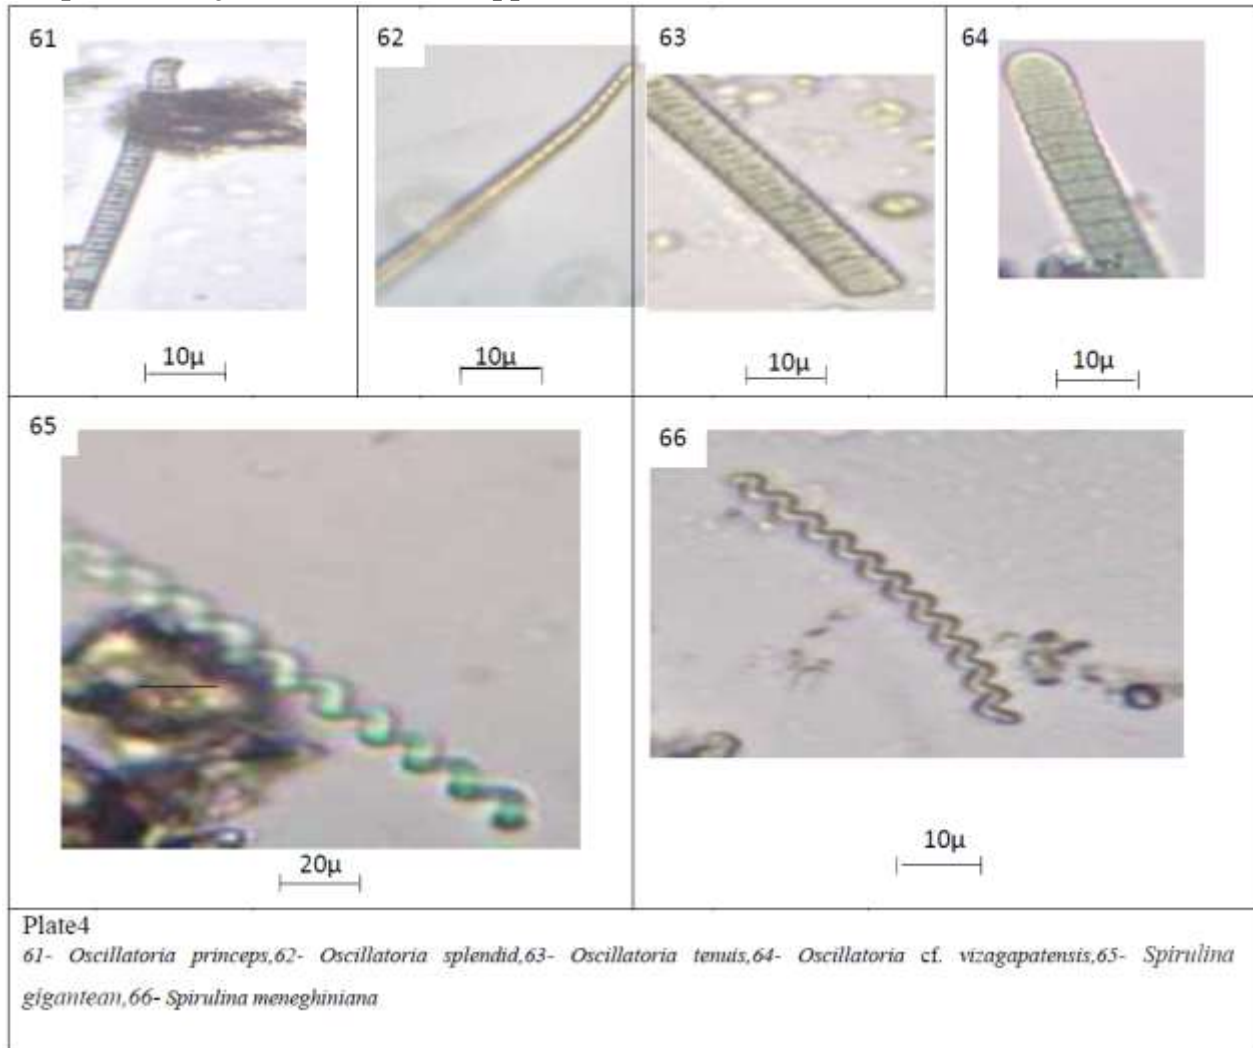 61
62
63
64
10μ
10μ
10μ
10μ
65
66
20μ
10μ
Plate4
61- Oscillatoria princeps,62- Oscillatoria splendid,63- Oscillatoria tenuis,64- Oscillatoria cf. vizagapatensis,65- Spirulina
gigantean,66- Spirulina meneghiniana